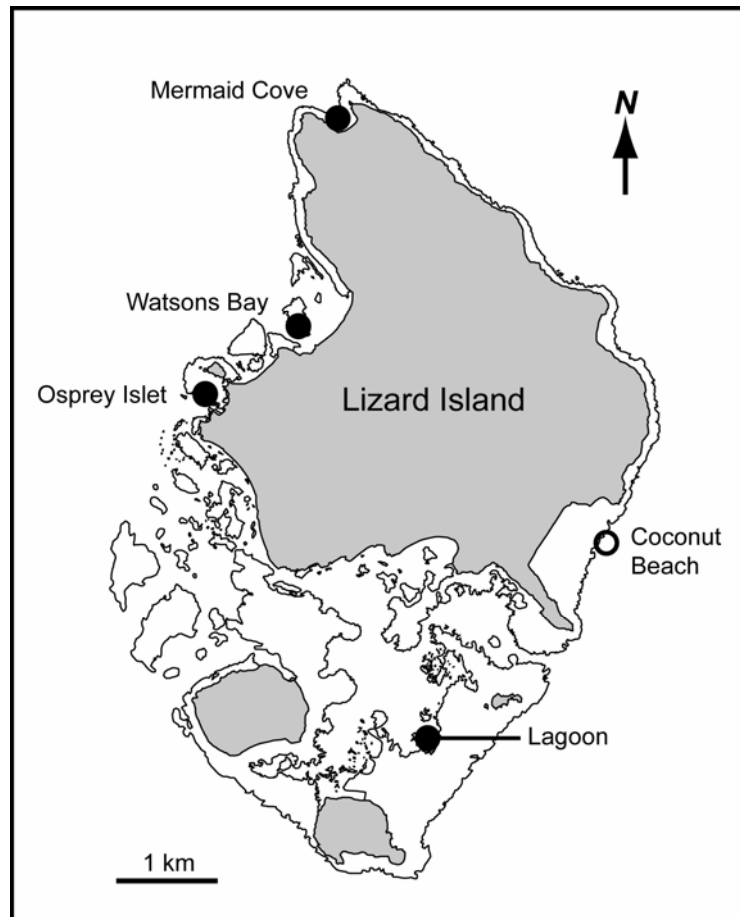 Mermaid Cove
N
Watsons Bay
Osprey Islet
Lizard Island
Coconut
Beach
Lagoon
1 km